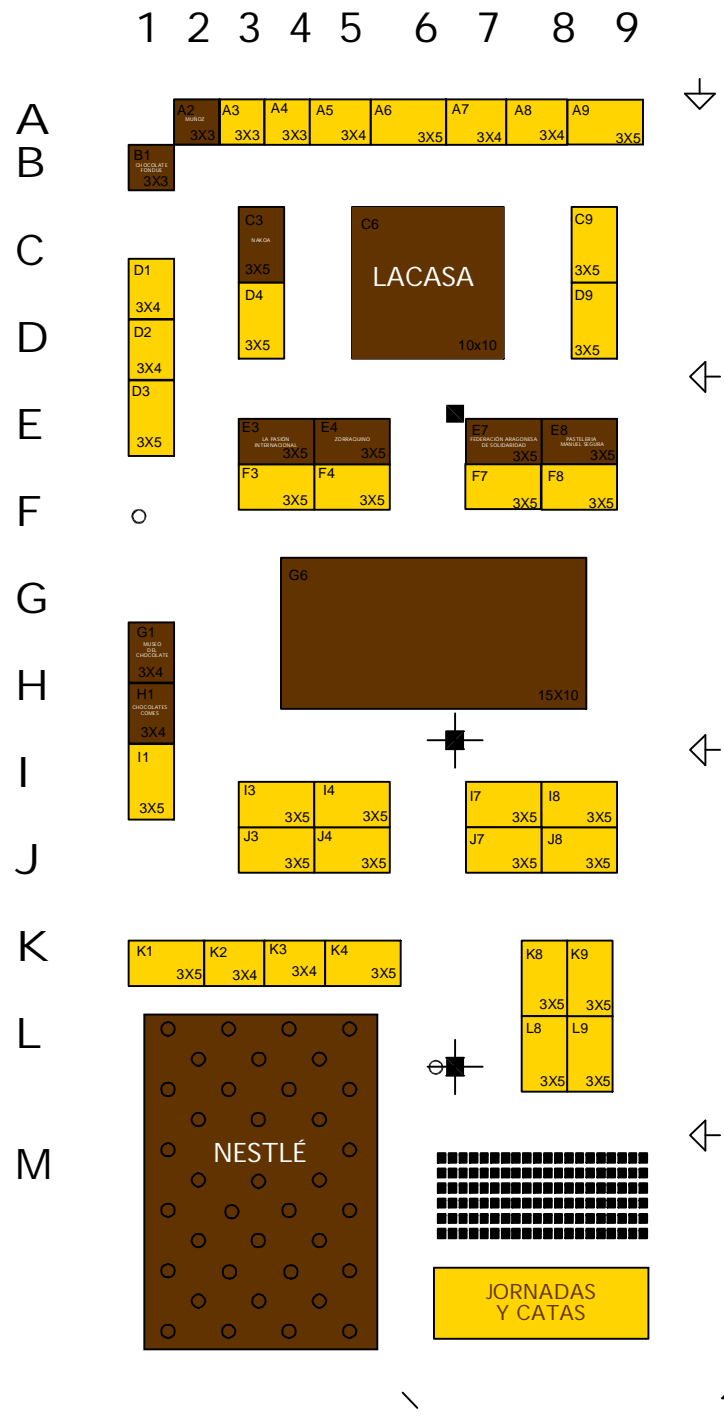 1 2 3 4 5 6 7 8 9
A
A2
MUÑOZ
3X3
A3
3X3
A4
3X3
A5
3X4
A6
3X5
A7
3X4
A8
3X4
A9
3X5
B
B1
CHOCOLATE
FONDUE
3X3
C
C3
NAKOA
3X5
C6
LACASA
10x10
C9
3X5
D1
3X4
D
D2
3X4
D4
3X5
D9
3X5
D3
3X5
E
E3
LA PASIÓN
INTERNACIONAL
3X5
E4
ZORRAQUINO
3X5
E7
FEDERACIÓN ARAGONESA
DE SOLIDARIDAD
3X5
E8
PASTELERIA
MANUEL SEGURA
3X5
F
F3
3X5
F4
3X5
F7
3X5
F8
3X5
G
G6
15X10
G1
MUSEO
DEL
CHOCOLATE
3X4
H
H1
CHOCOLATES
COMES
3X4
I
I1
3X5
I3
3X5
I4
3X5
I7
3X5
I8
3X5
J
J3
3X5
J4
3X5
J7
3X5
J8
3X5
K
K1
3X5
K2
3X4
K3
3X4
K4
3X5
K8
3X5
K9
3X5
L
L8
3X5
L9
3X5
M
NESTLÉ
JORNADAS
Y CATAS